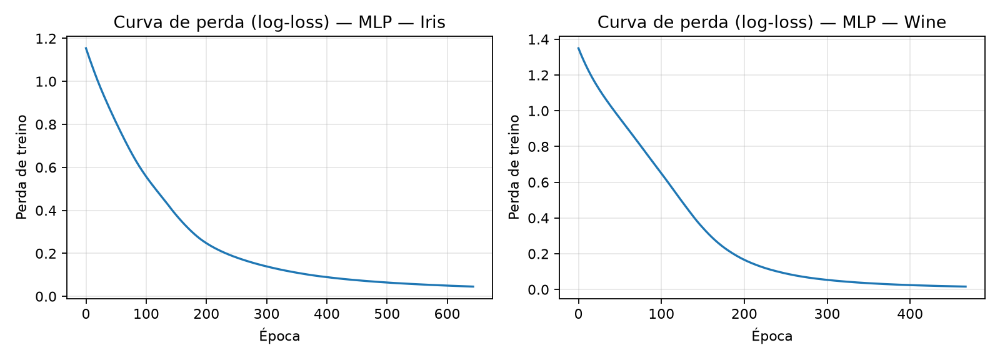 Curva de perda (log-loss) — MLP — Iris
1.2
1.0
0.8
0.6
0.4
0.2
0.0
Perda de treino
0 100 200 300 400 500 600
Época
Curva de perda (log-loss) — MLP — Wine
1.4
1.2
1.0
0.8
0.6
0.4
0.2
0.0
Perda de treino
0 100 200 300 400
Época